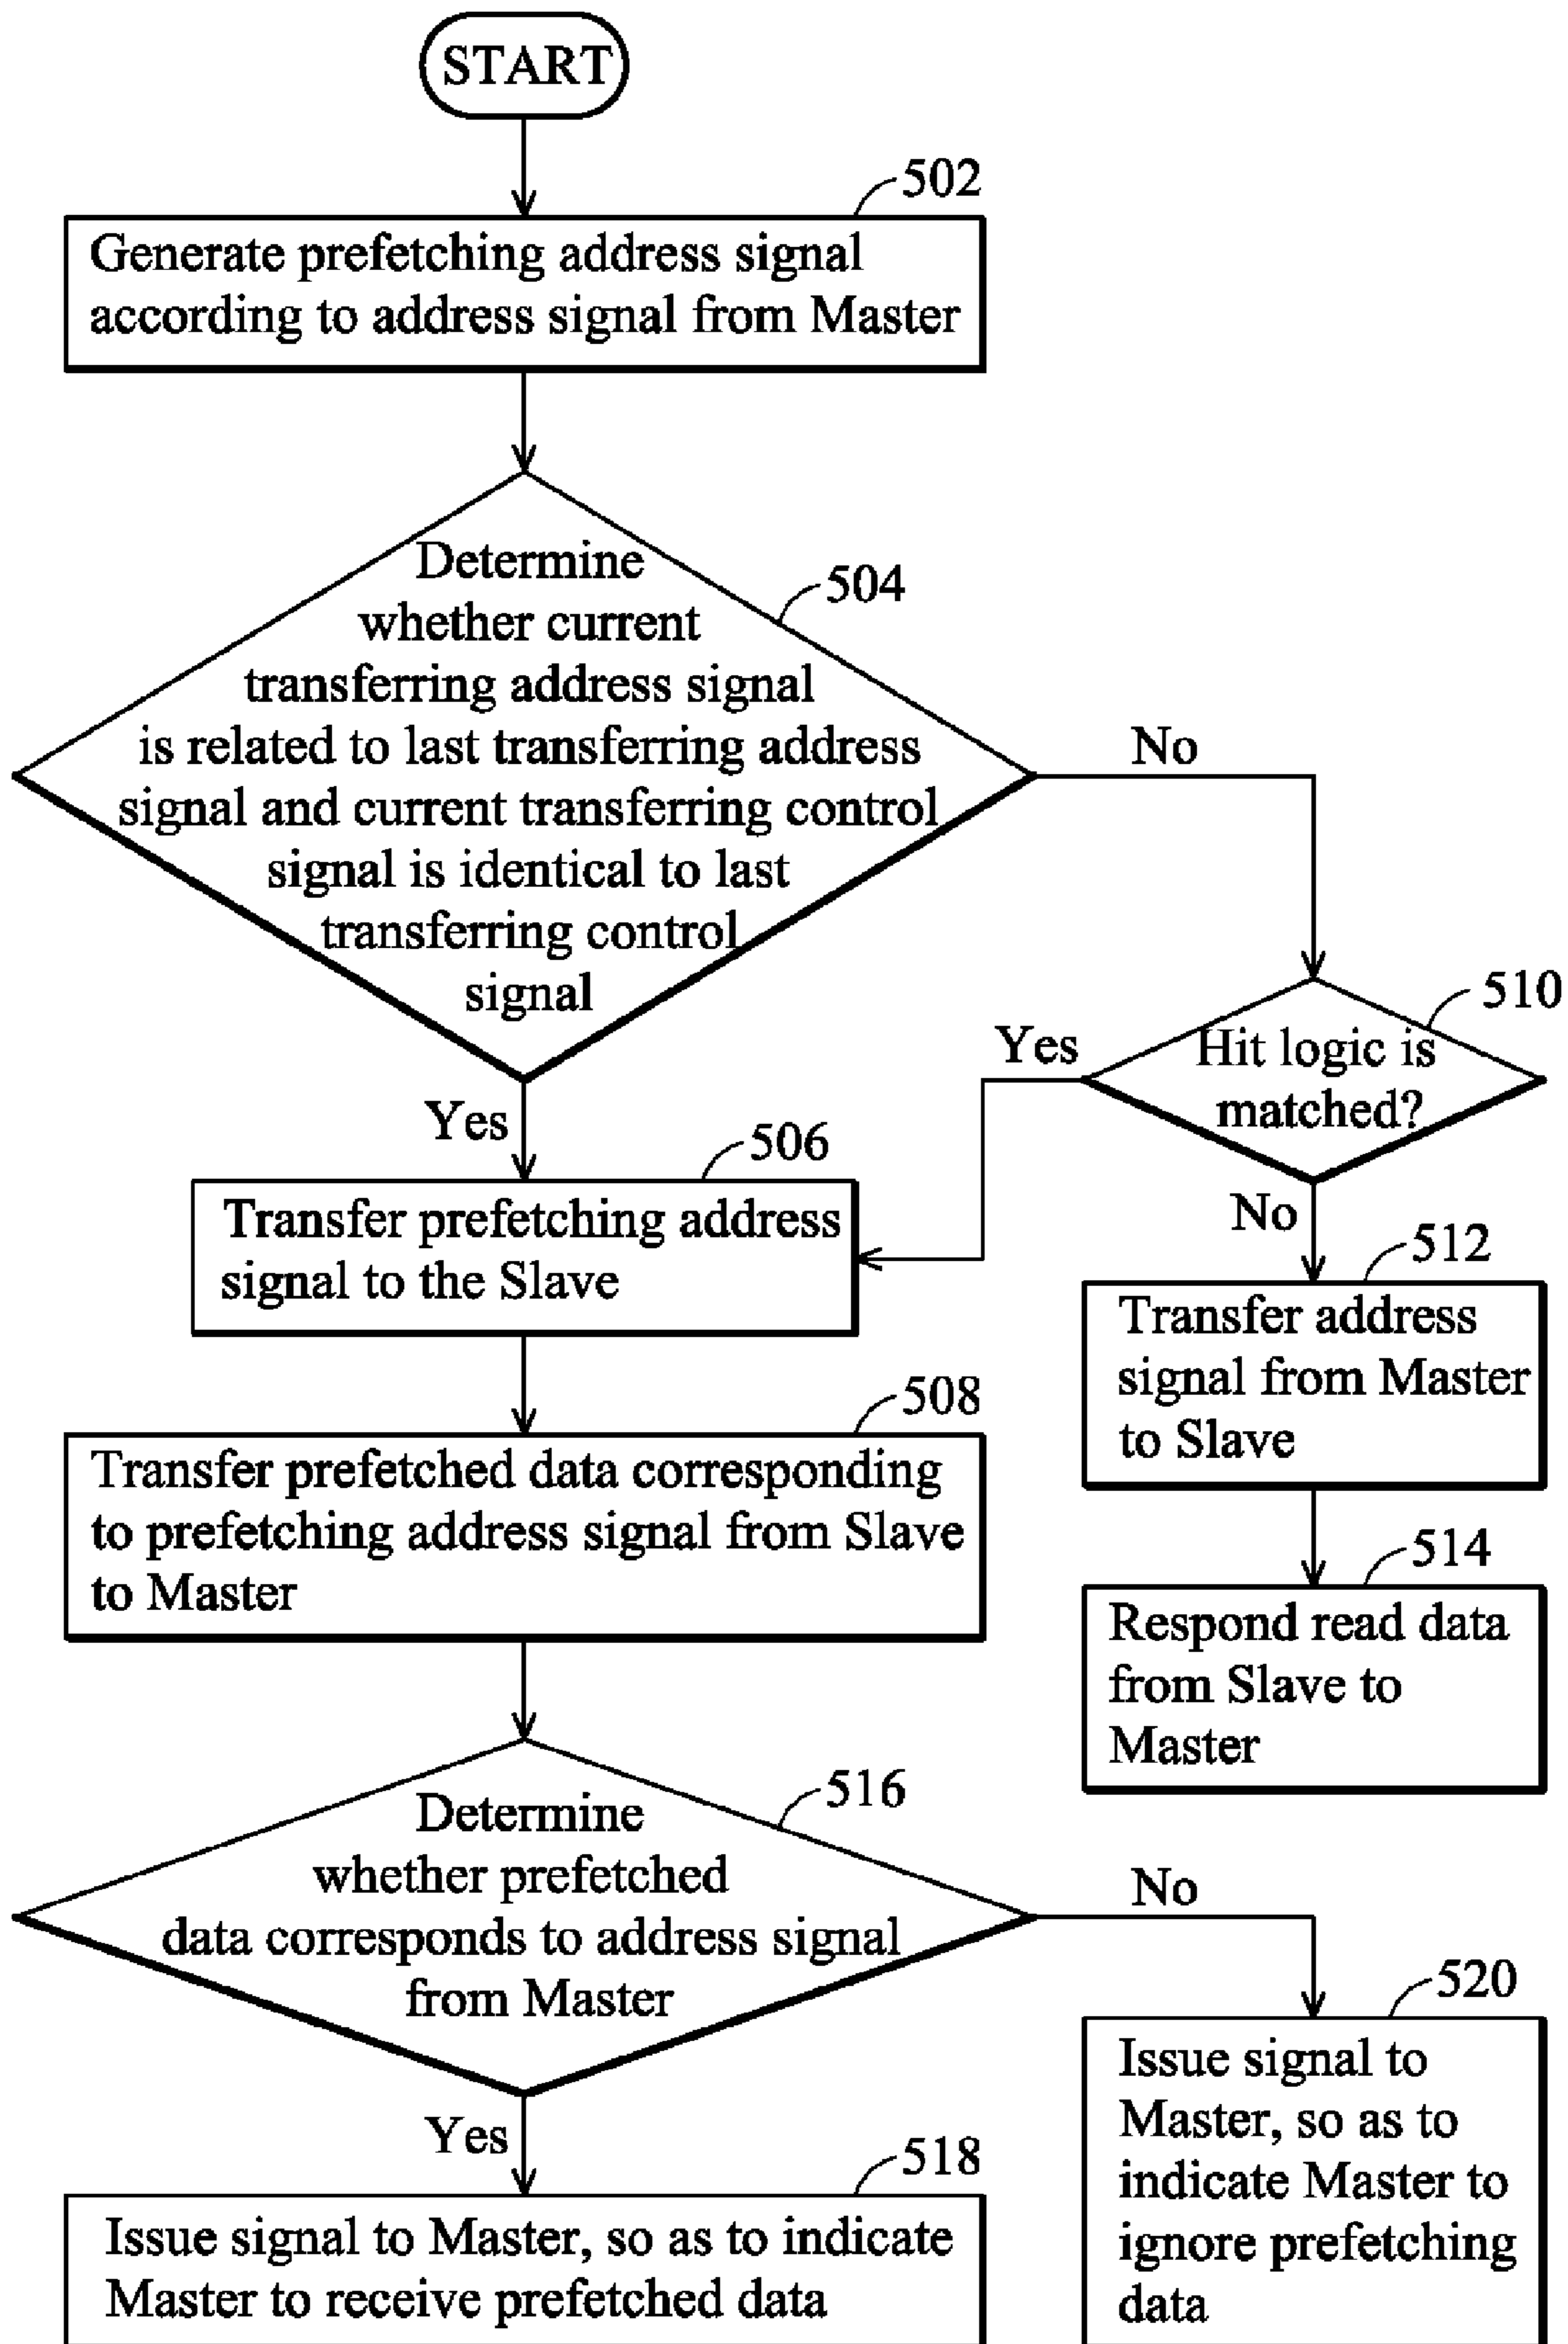 START
502
Generate prefetching address signal
according to address signal from Master
504
Determine
whether current
transferring address signal
is related to last transferring address
signal and current transferring control
signal is identical to last
transferring control
signal
No
Yes
510
Hit logic is
matched?
Yes
No
506
Transfer prefetching address
signal to the Slave
512
Transfer address
signal from Master
to Slave
508
Transfer prefetched data corresponding
to prefetching address signal from Slave
to Master
514
Respond read data
from Slave to
Master
516
Determine
whether prefetched
data corresponds to address signal
from Master
No
Yes
520
Issue signal to
Master, so as to
indicate Master to
ignore prefetching
data
518
Issue signal to Master, so as to indicate
Master to receive prefetched data